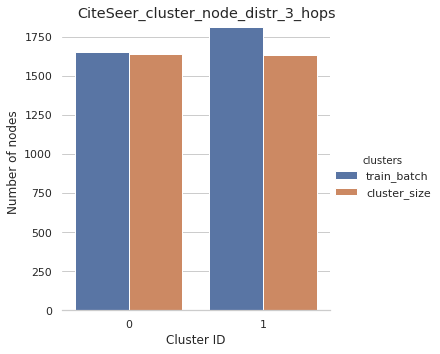 CiteSeer_cluster_node_distr_3_hops
1750
1500
1250
1000
750
500
250
0
Number of nodes
0 1
Cluster ID
clusters
train_batch
cluster_size